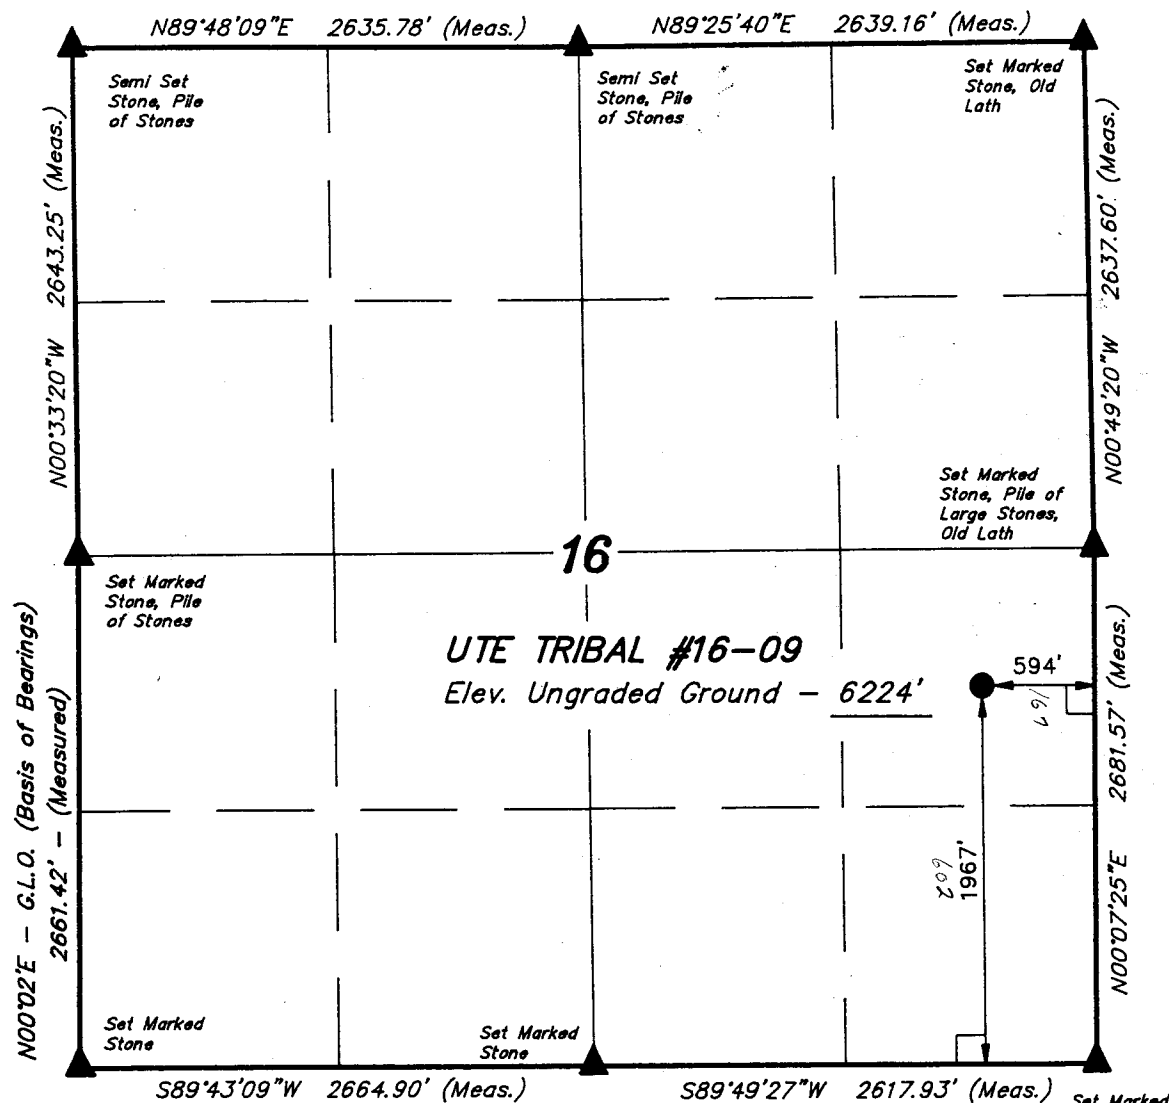 N89°48'09"E 2635.78' (Meas.)
N89°25'40"E 2639.16' (Meas.)
Semi Set
Stone, Pile
of Stones
Semi Set
Stone, Pile
of Stones
Set Marked
Stone, Old
Lath
N00°33'20"W 2643.25' (Meas.)
N00°49'20"W 2637.60' (Meas.)
Set Marked
Stone, Pile of
Large Stones,
Old Lath
16
Set Marked
Stone, Pile
of Stones
UTE TRIBAL #16-09
Elev. Ungraded Ground - 6224'
594'
1967'
602
N00°02'E - G.L.O. (Basis of Bearings)
2661.42' - (Measured)
N00°07'25"E 2681.57' (Meas.)
Set Marked
Stone
Set Marked
Stone
S89°43'09"W 2664.90' (Meas.)
S89°49'27"W 2617.93' (Meas.)
Set Marked